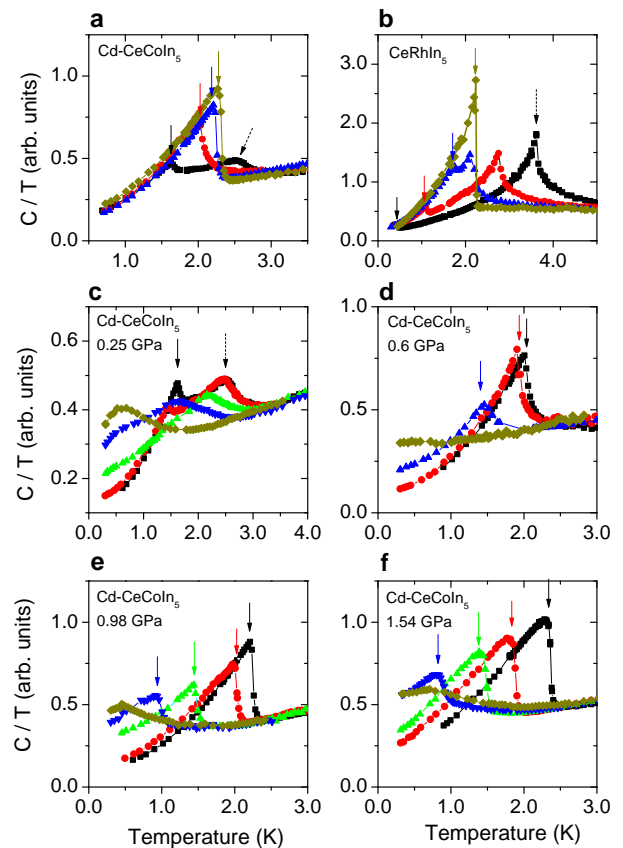 a b
Cd-CeCoIn5 CeRhIn5
C / T (arb. units)
1.0
0.5
0.0
1.0 2.0 3.0
3.0
2.5
2.0
1.5
1.0
0.5
0.0
0.0 2.0 4.0
c d
Cd-CeCoIn5 Cd-CeCoIn5
0.25 GPa 0.6 GPa
C / T (arb. units)
0.6
0.4
0.2
0.0 1.0 2.0 3.0 4.0
1.0
0.5
0.0
0.0 1.0 2.0 3.0
e f
Cd-CeCoIn5 Cd-CeCoIn5
0.98 GPa 1.54 GPa
C / T (arb. units)
1.0
0.5
0.0
0.0 1.0 2.0 3.0
1.0
0.5
0.0
0.0 1.0 2.0 3.0
Temperature (K) Temperature (K)